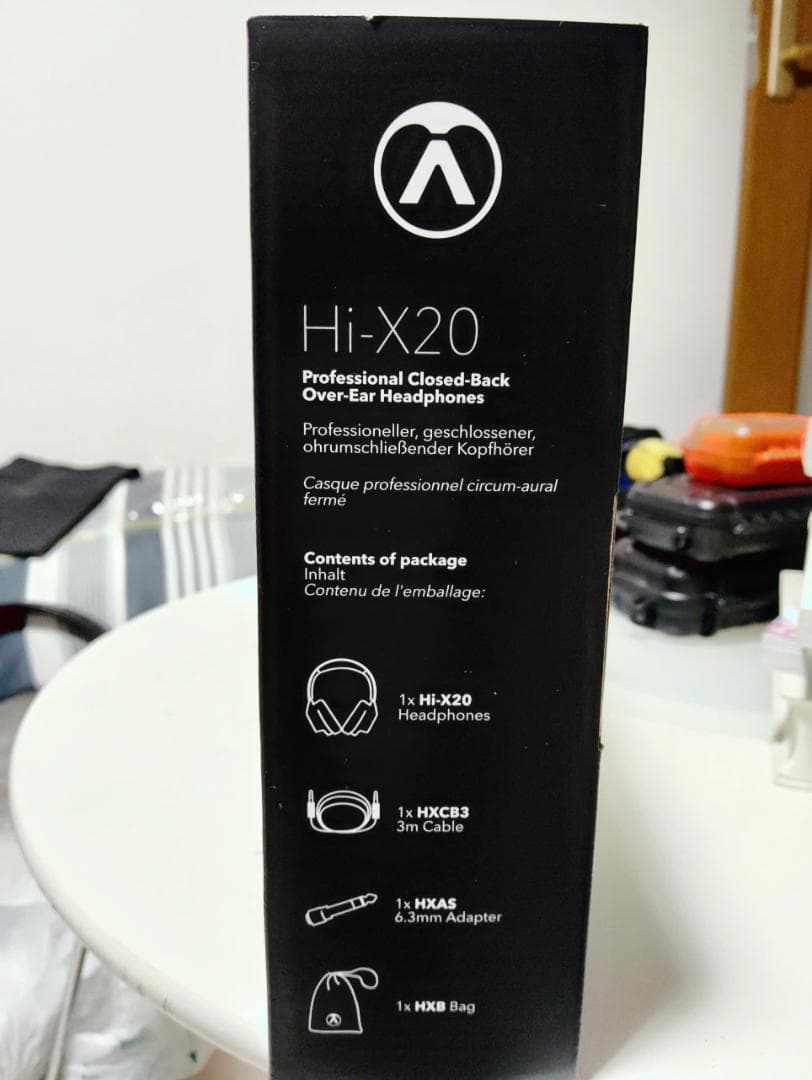 Hi-X20
Professional Closed-Back
Over-Ear Headphones
Professioneller, geschlossener,
ohrumschließender Kopfhörer
Casque professionnel circum-aural
fermé
Contents of package
Inhalt
Contenu de l'emballage:
1x Hi-X20
Headphones
1x HXCB3
3m Cable
1x HXAS
6.3mm Adapter
1x HXB Bag